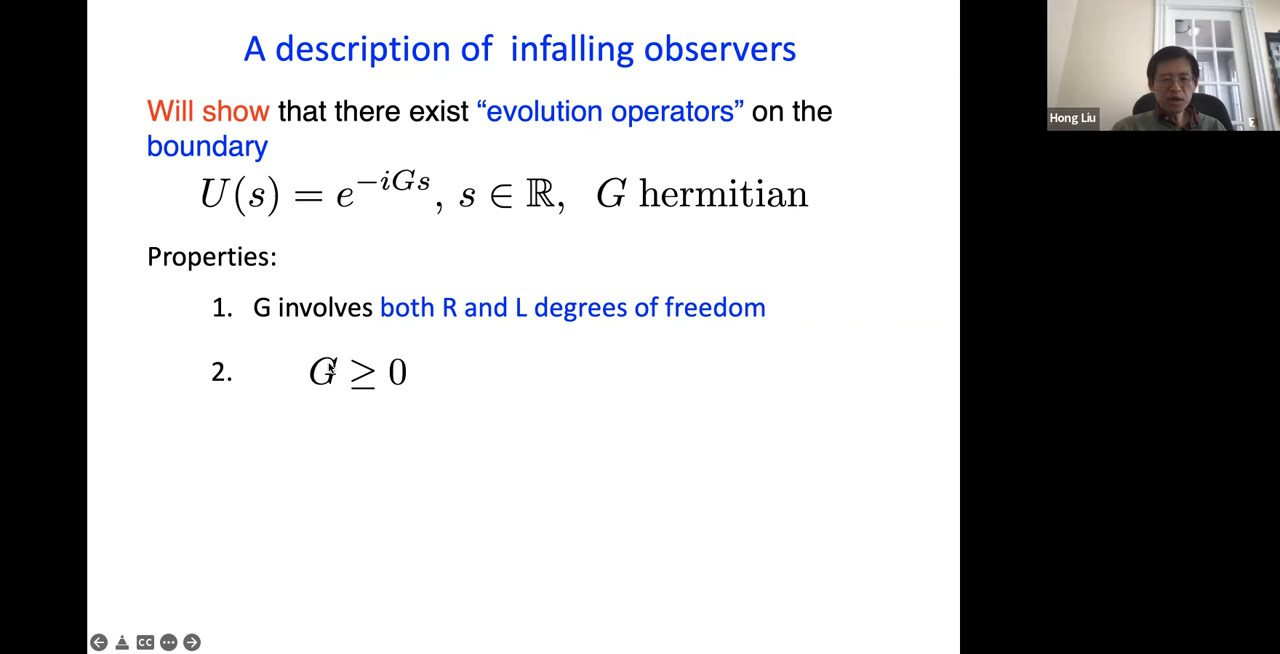 A description of infalling observers
Will show that there exist “evolution operators” on the
boundary
U(s) = e^{-iGs}, s ∈ ℝ, G hermitian
Properties:
1. G involves both R and L degrees of freedom
2. G ≥ 0
Hong Liu
CC